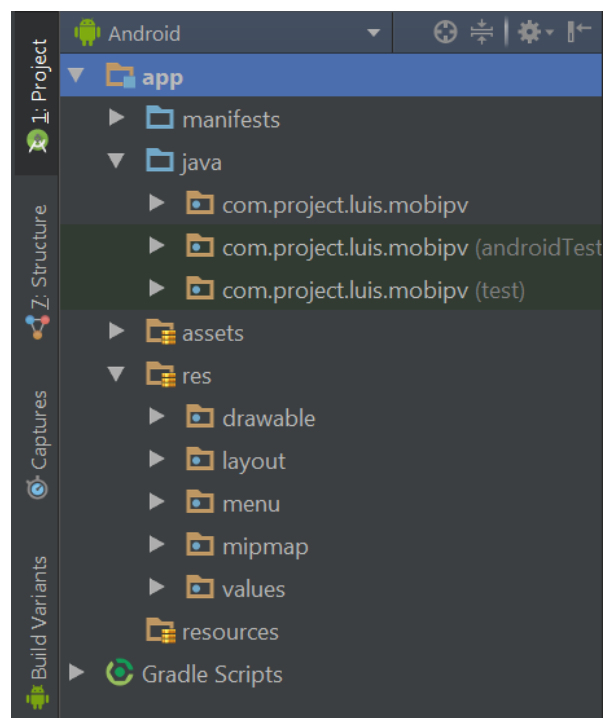 Android
app
manifests
java
com.project.luis.mobipv
com.project.luis.mobipv (androidTest
com.project.luis.mobipv (test)
assets
res
drawable
layout
menu
mipmap
values
resources
Gradle Scripts
1: Project
7: Structure
Captures
Build Variants